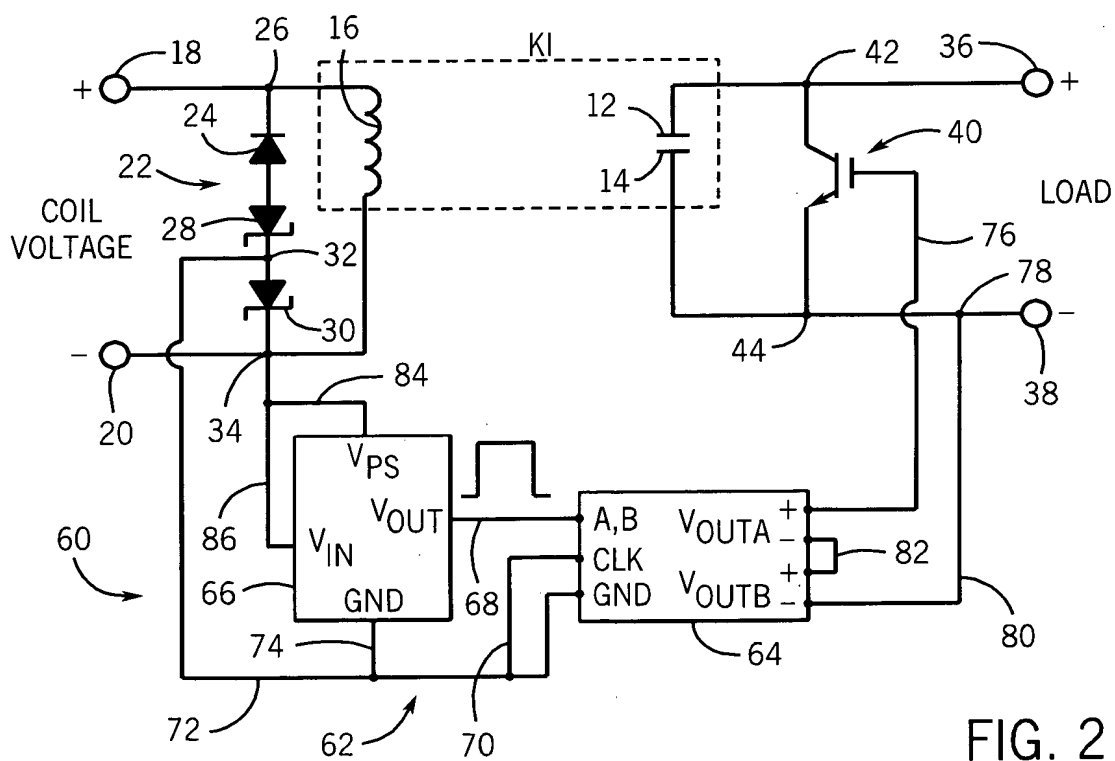 26 16 KI 42 36
18
+ +
24 12 40
22 14
COIL VOLTAGE
28 32 LOAD
76
78
30
- -
20 34 84 44 38
VPS
VOUT A,B VOUTA +
86 VIN CLK - 82
60 66 GND 68 GND VOUTB +
-
74 64 80
72 62 70
FIG. 2